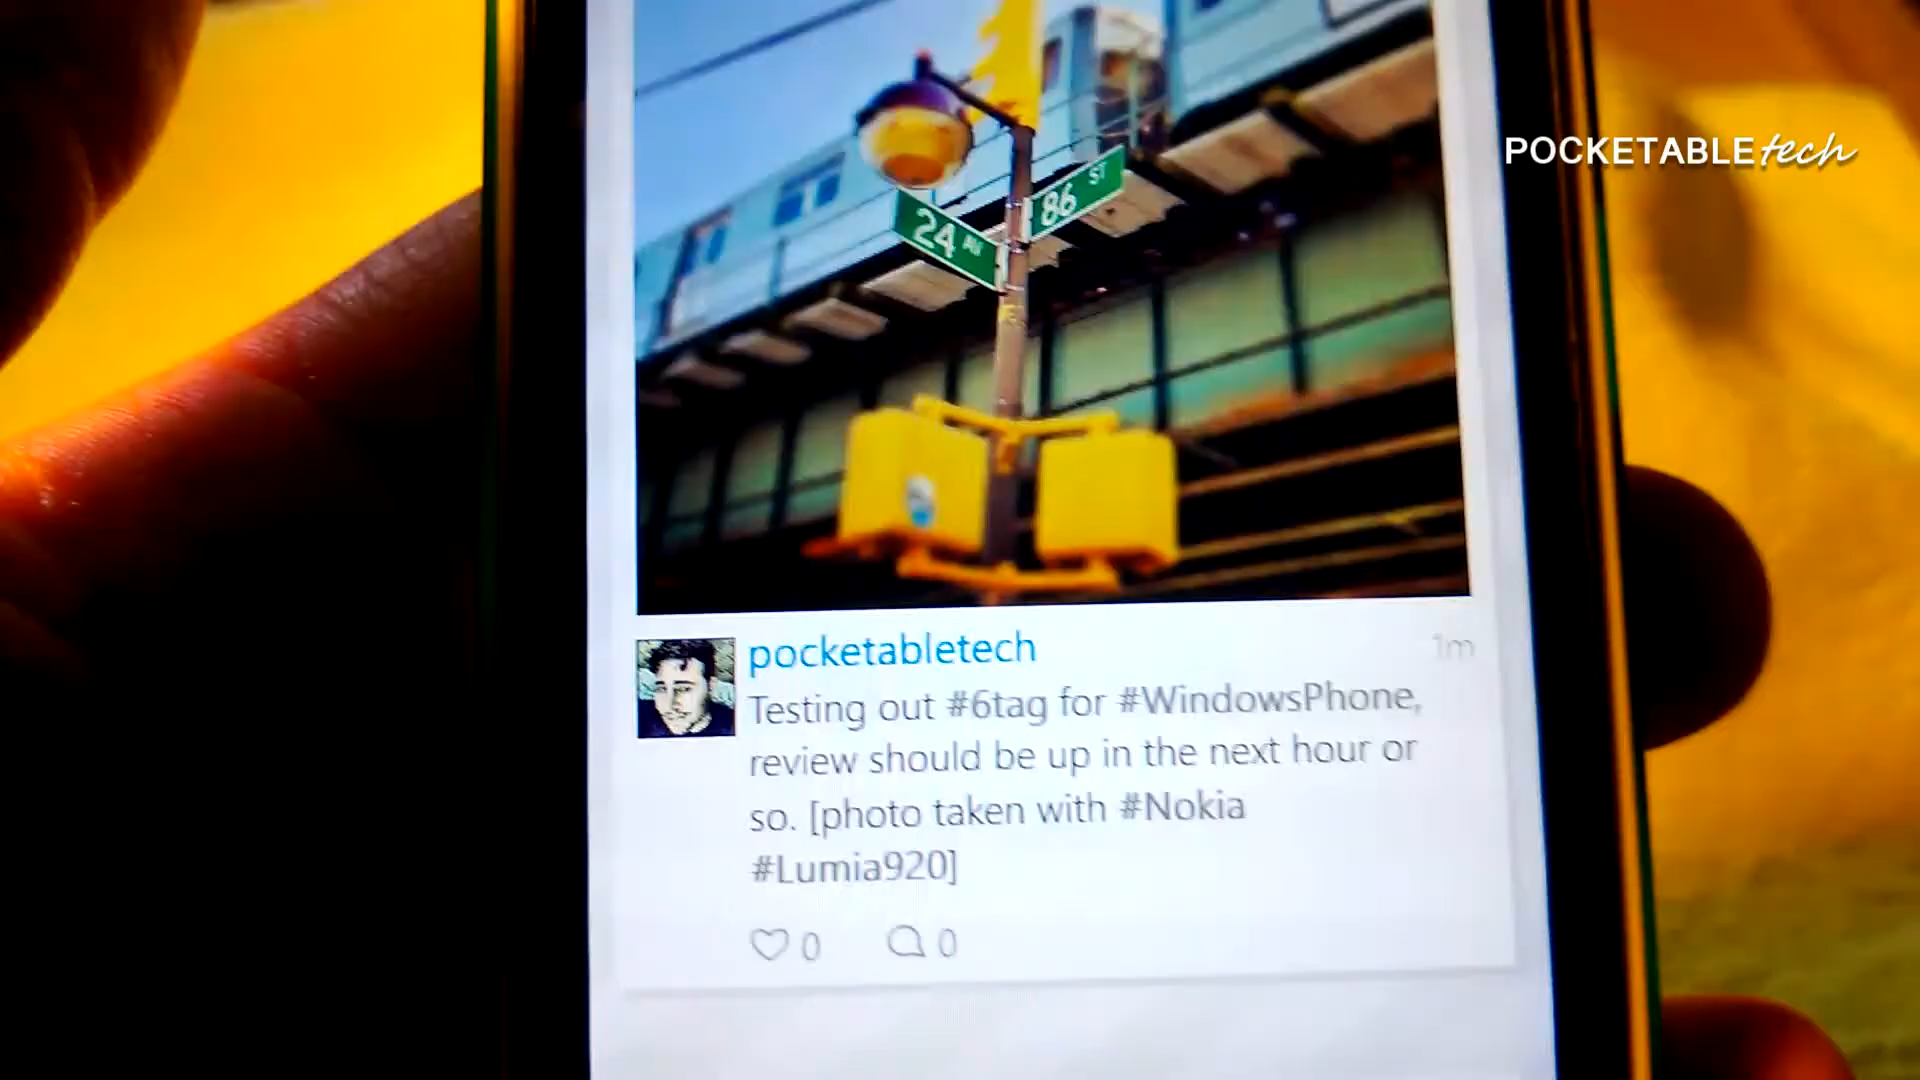 POCKETABLEtech
24 AV
86 ST
pocketabletech
1m
Testing out #6tag for #WindowsPhone,
review should be up in the next hour or
so. [photo taken with #Nokia
#Lumia920]
0
0